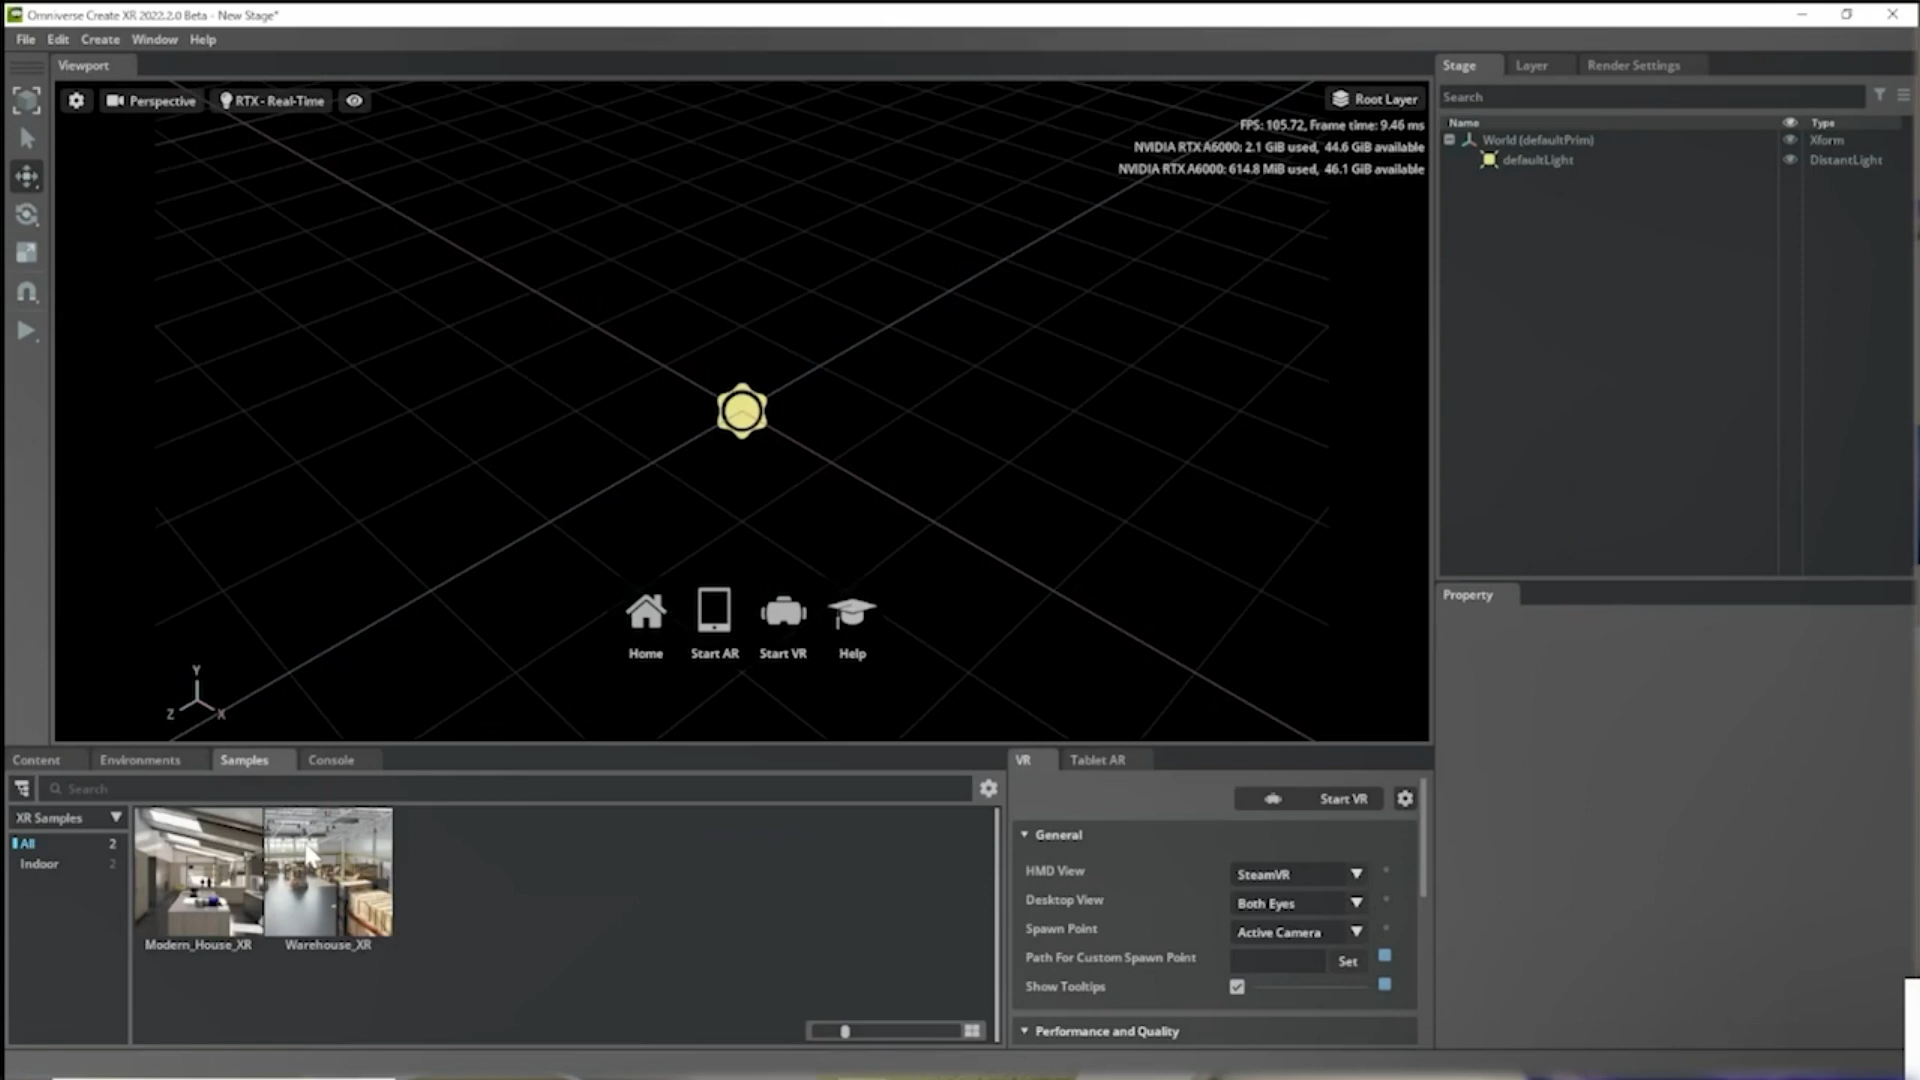 Omniverse Create XR 2022.2.0 Beta - New Stage*
File Edit Create Window Help
Viewport
Perspective
RTX - Real-Time
Root Layer
FPS: 105.72, Frame time: 9.46 ms
NVIDIA RTX A6000: 2.1 GiB used, 44.6 GiB available
NVIDIA RTX A6000: 614.8 MiB used, 46.1 GiB available
Home
Start AR
Start VR
Help
Y
Z
X
Stage Layer Render Settings
Search
Name Type
World (defaultPrim) Xform
defaultLight DistantLight
Property
Content Environments Samples Console
Search
XR Samples
All 2
Indoor 2
Modern_House_XR
Warehouse_XR
VR Tablet AR
Start VR
General
HMD View SteamVR
Desktop View Both Eyes
Spawn Point Active Camera
Path For Custom Spawn Point Set
Show Tooltips
Performance and Quality